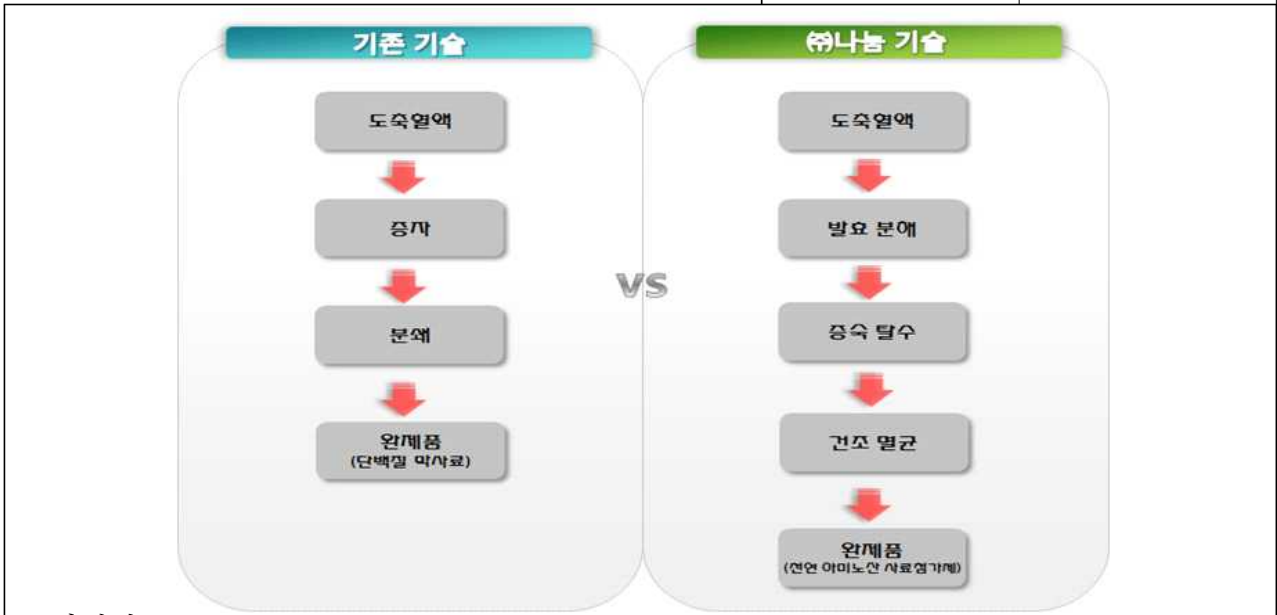 기존 기술
도축혈액
증자
분쇄
완제품
(단백질 막사료)
VS
㈜나눔 기술
도축혈액
발효 분해
증숙 탈수
건조 멸균
완제품
(천연 아미노산 사료첨가제)